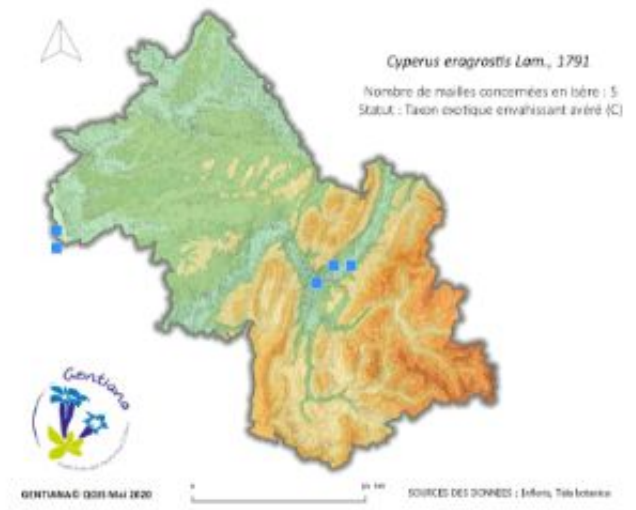 Cyperus eragrostis Lam., 1791
Nombre de mailles concernées en Isère : 5
Statut : Taxon exotique envahissant avéré (C)
Gentiana
GENTIANA© QGIS Mai 2020
SOURCES DES DONNEES : Infloris, Tela botanica